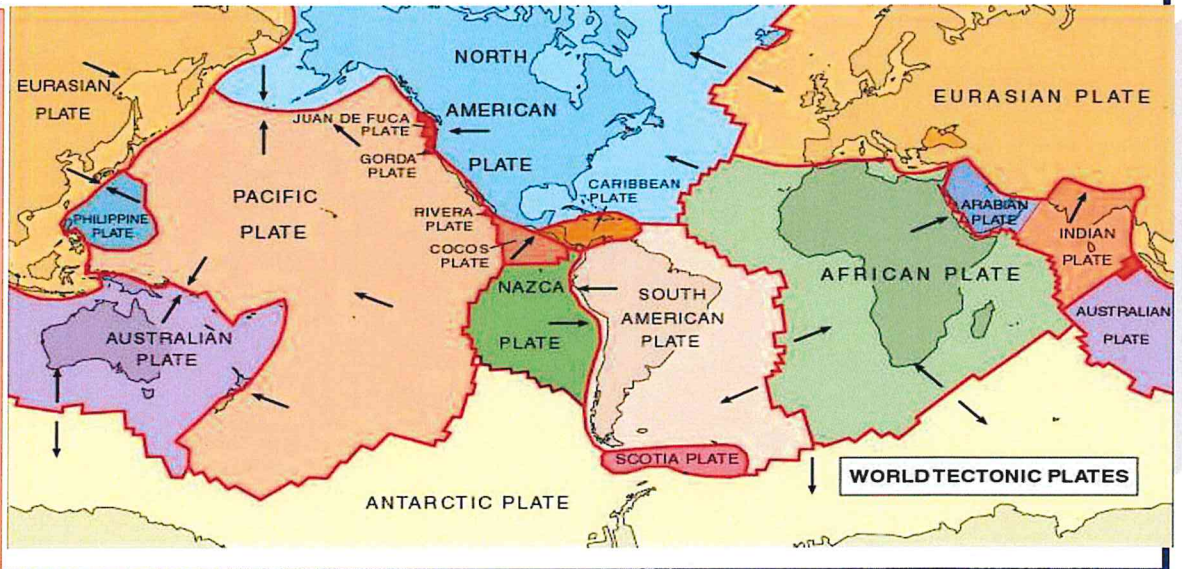 EURASIAN
PLATE
NORTH
AMERICAN
PLATE
EURASIAN PLATE
JUAN DE FUCA
PLATE
GORDA
PLATE
PACIFIC
PLATE
PHILIPPINE
PLATE
RIVERA
PLATE
COCOS
PLATE
CARIBBEAN
PLATE
ARABIAN
PLATE
INDIAN
PLATE
AFRICAN PLATE
NAZCA
PLATE
SOUTH
AMERICAN
PLATE
AUSTRALIAN
PLATE
AUSTRALIAN
PLATE
SCOTIA PLATE
ANTARCTIC PLATE
WORLD TECTONIC PLATES